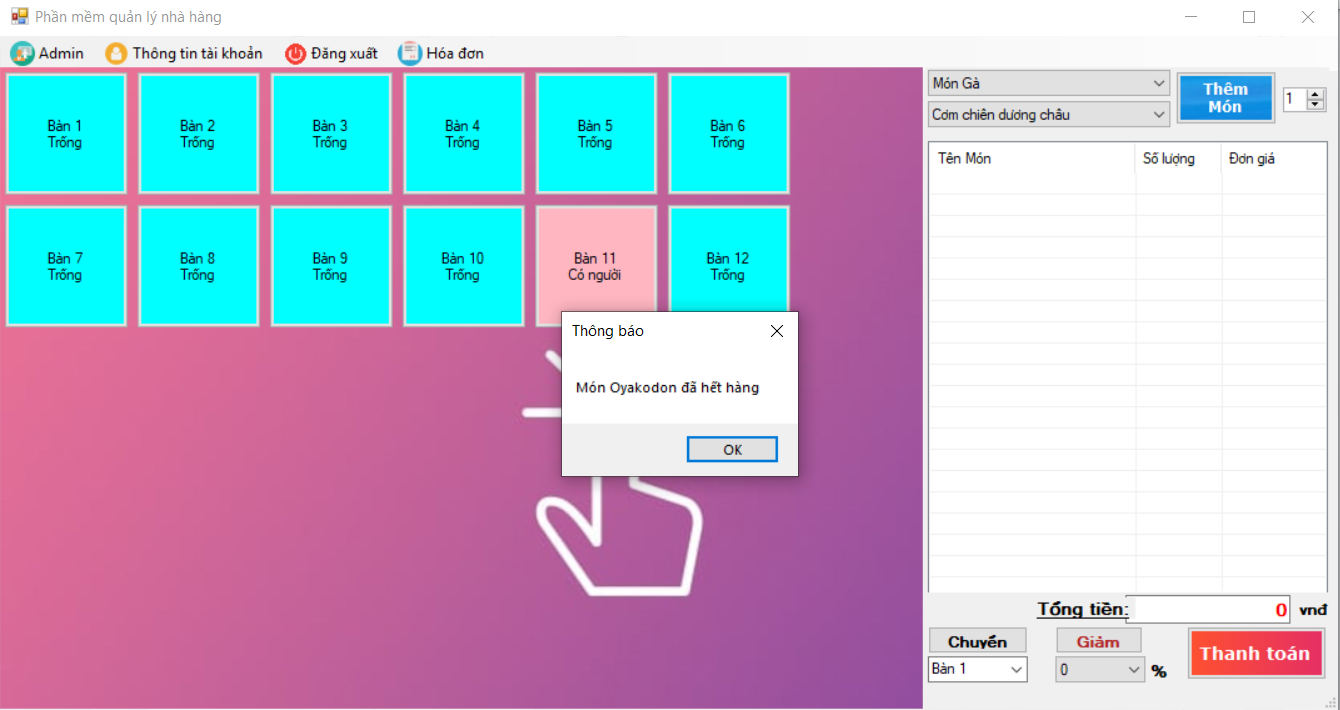 Phần mềm quản lý nhà hàng
Admin Thông tin tài khoản Đăng xuất Hóa đơn
Bàn 1
Trống
Bàn 2
Trống
Bàn 3
Trống
Bàn 4
Trống
Bàn 5
Trống
Bàn 6
Trống
Bàn 7
Trống
Bàn 8
Trống
Bàn 9
Trống
Bàn 10
Trống
Bàn 11
Có người
Bàn 12
Trống
Thông báo
Món Oyakodon đã hết hàng
OK
Món Gà
Cơm chiên dương châu
Thêm
Món
1
Tên Món Số lượng Đơn giá
Tổng tiền: 0 vnđ
Chuyển
Bàn 1
Giảm
0 %
Thanh toán